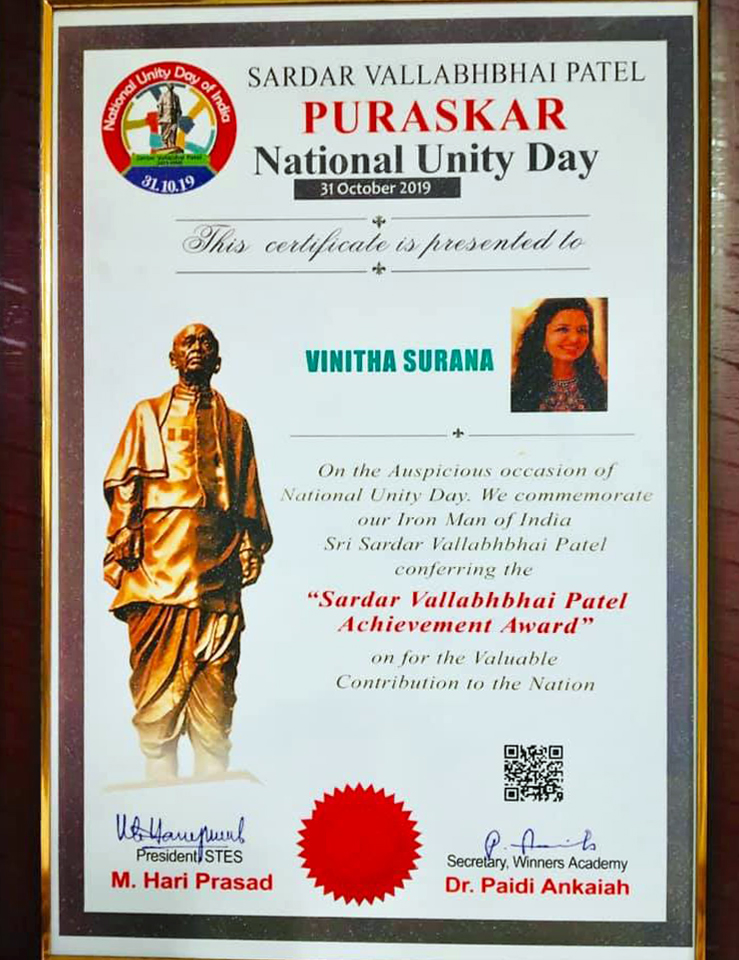 National Unity Day of India
Sardar Vallabhbhai Patel
31.10.19
SARDAR VALLABHBHAI PATEL
PURASKAR
National Unity Day
31 October 2019
This certificate is presented to
VINITHA SURANA
On the Auspicious occasion of
National Unity Day. We commemorate
our Iron Man of India
Sri Sardar Vallabhbhai Patel
conferring the
“Sardar Vallabhbhai Patel
Achievement Award”
on for the Valuable
Contribution to the Nation
President, STES
M. Hari Prasad
Secretary, Winners Academy
Dr. Paidi Ankaiah